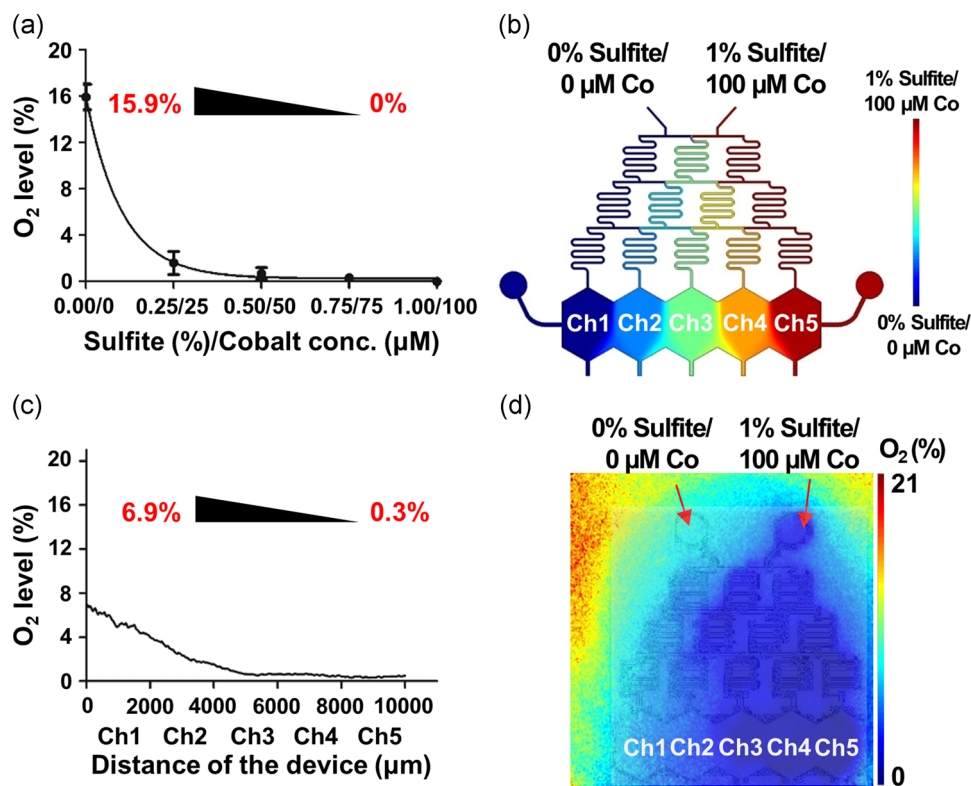 (a)
20
16
12
8
4
0
O₂ level (%)
15.9%
0%
0.00/0
0.25/25
0.50/50
0.75/75
1.00/100
Sulfite (%)/Cobalt conc. (µM)
(b)
0% Sulfite/
0 µM Co
1% Sulfite/
100 µM Co
1% Sulfite/
100 µM Co
0% Sulfite/
0 µM Co
Ch1
Ch2
Ch3
Ch4
Ch5
(c)
20
16
12
8
4
0
O₂ level (%)
6.9%
0.3%
0
2000
4000
6000
8000
10000
Ch1
Ch2
Ch3
Ch4
Ch5
Distance of the device (µm)
(d)
0% Sulfite/
0 µM Co
1% Sulfite/
100 µM Co
O₂ (%)
21
0
Ch1
Ch2
Ch3
Ch4
Ch5